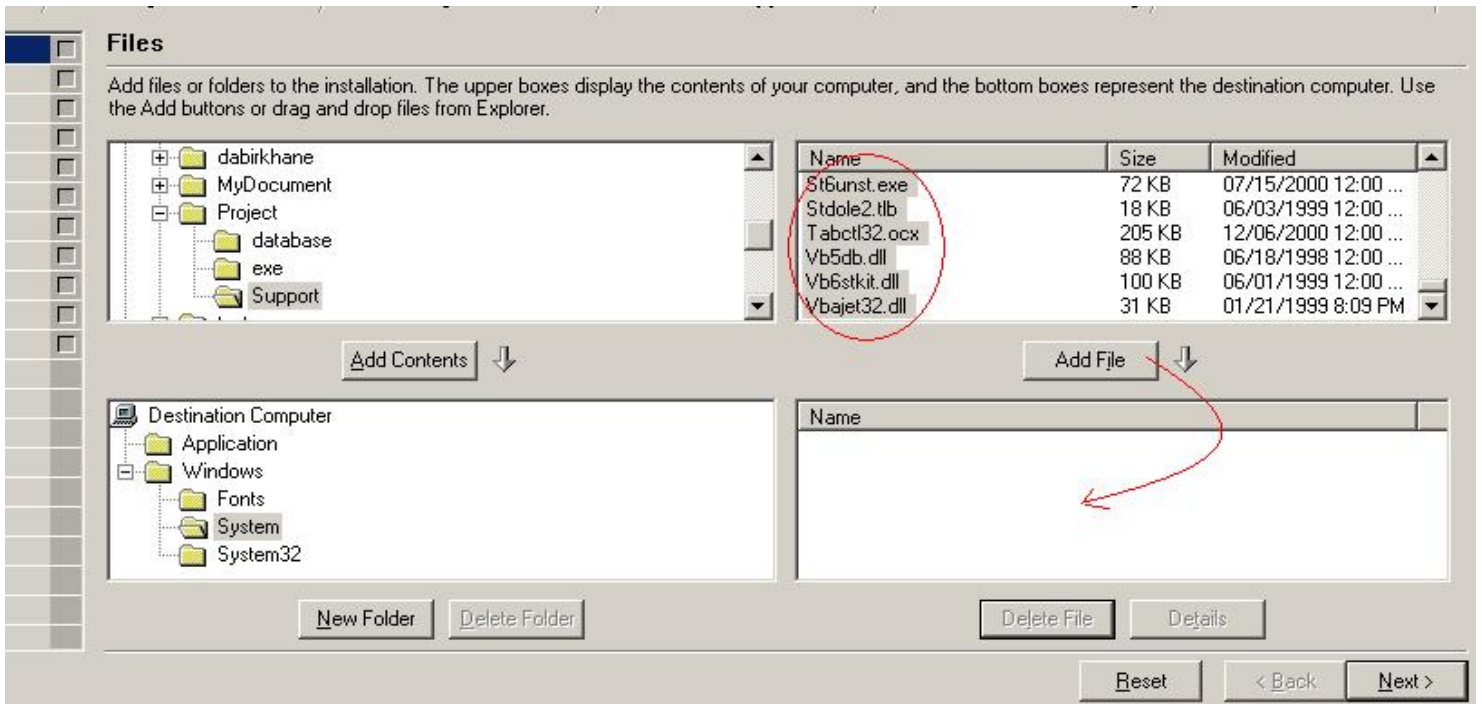 Files
Add files or folders to the installation. The upper boxes display the contents of your computer, and the bottom boxes represent the destination computer. Use
the Add buttons or drag and drop files from Explorer.
dabirkhane
MyDocument
Project
database
exe
Support
Name Size Modified
St6unst.exe 72 KB 07/15/2000 12:00 ...
Stdole2.tlb 18 KB 06/03/1999 12:00 ...
Tabctl32.ocx 205 KB 12/06/2000 12:00 ...
Vb5db.dll 88 KB 06/18/1998 12:00 ...
Vb6stkit.dll 100 KB 06/01/1999 12:00 ...
Vbajet32.dll 31 KB 01/21/1999 8:09 PM
Add Contents
Add File
Destination Computer
Application
Windows
Fonts
System
System32
Name
New Folder Delete Folder
Delete File Details
Reset < Back Next >